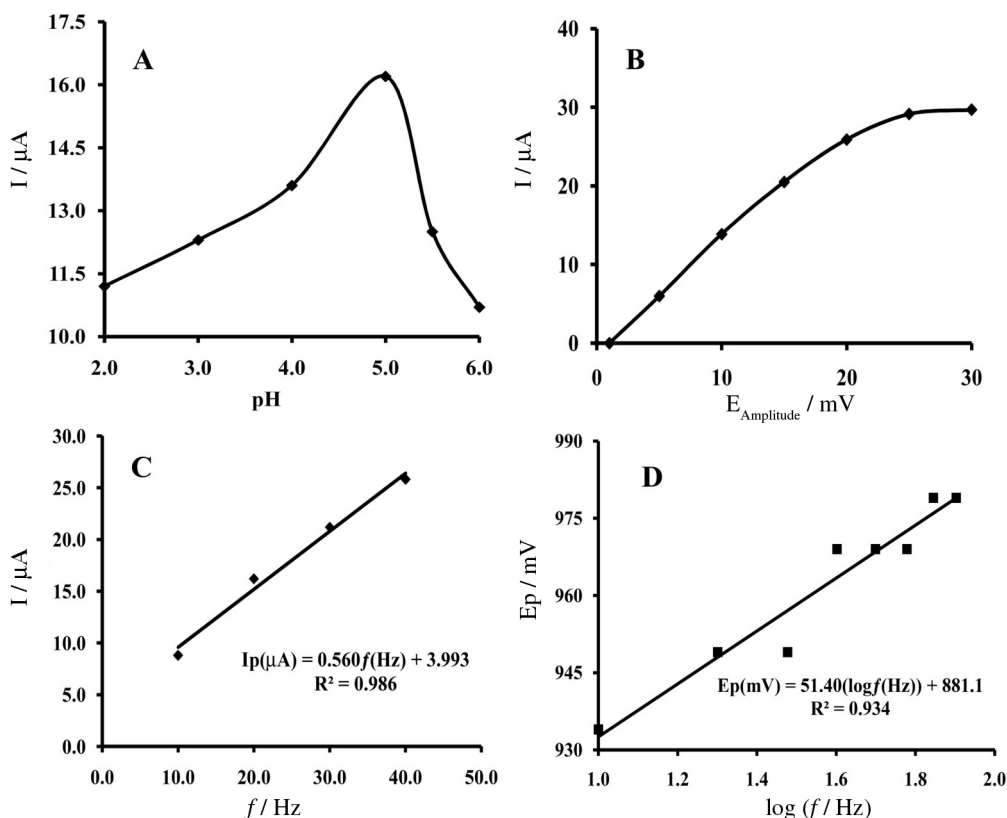 A
17.5
16.0
14.5
13.0
11.5
10.0
I / μA
2.0 3.0 4.0 5.0 6.0
pH
B
40
30
20
10
0
I / μA
0 10 20 30
E_Amplitude / mV
C
30.0
25.0
20.0
15.0
10.0
5.0
0.0
I / μA
Ip(μA) = 0.560f(Hz) + 3.993
R² = 0.986
0.0 10.0 20.0 30.0 40.0 50.0
f / Hz
D
990
975
960
945
930
Ep / mV
Ep(mV) = 51.40(logf(Hz)) + 881.1
R² = 0.934
1.0 1.2 1.4 1.6 1.8 2.0
log (f / Hz)